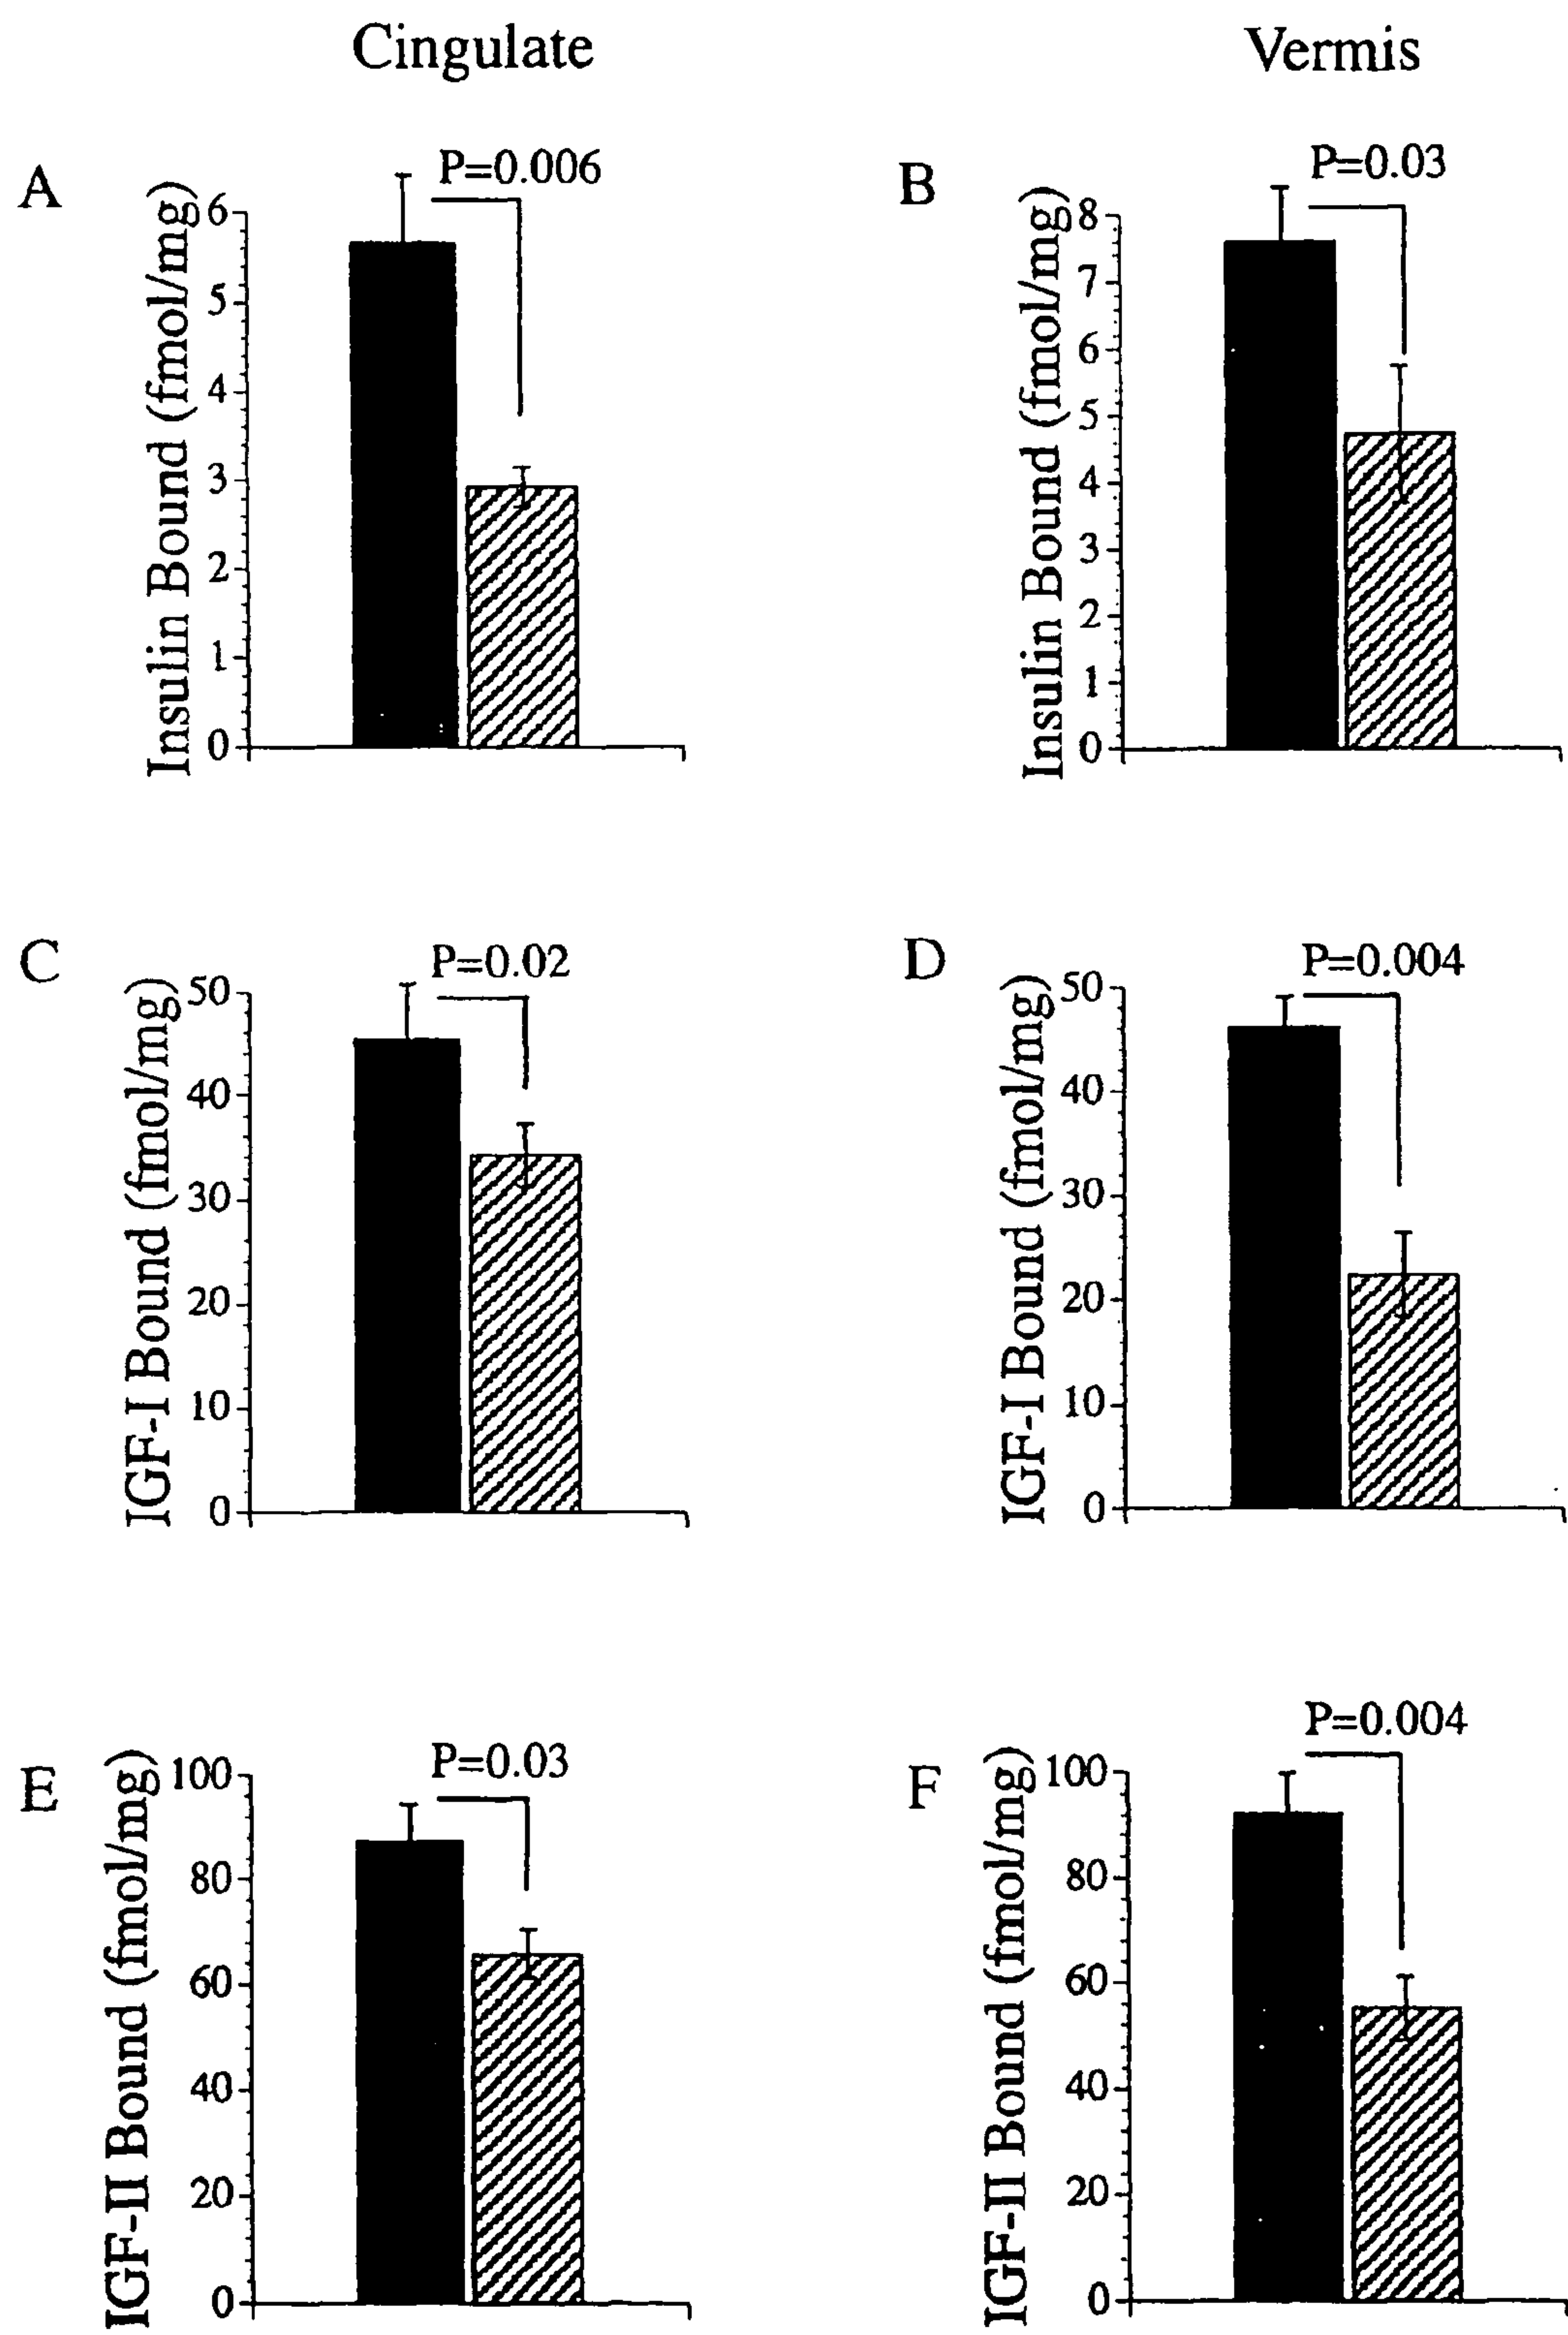 Cingulate
Vermis
A
P=0.006
Insulin Bound (fmol/mg)
6
5
4
3
2
1
0
B
P=0.03
Insulin Bound (fmol/mg)
8
7
6
5
4
3
2
1
0
C
P=0.02
IGF-I Bound (fmol/mg)
50
40
30
20
10
0
D
P=0.004
IGF-I Bound (fmol/mg)
50
40
30
20
10
0
E
P=0.03
IGF-II Bound (fmol/mg)
100
80
60
40
20
0
F
P=0.004
IGF-II Bound (fmol/mg)
100
80
60
40
20
0